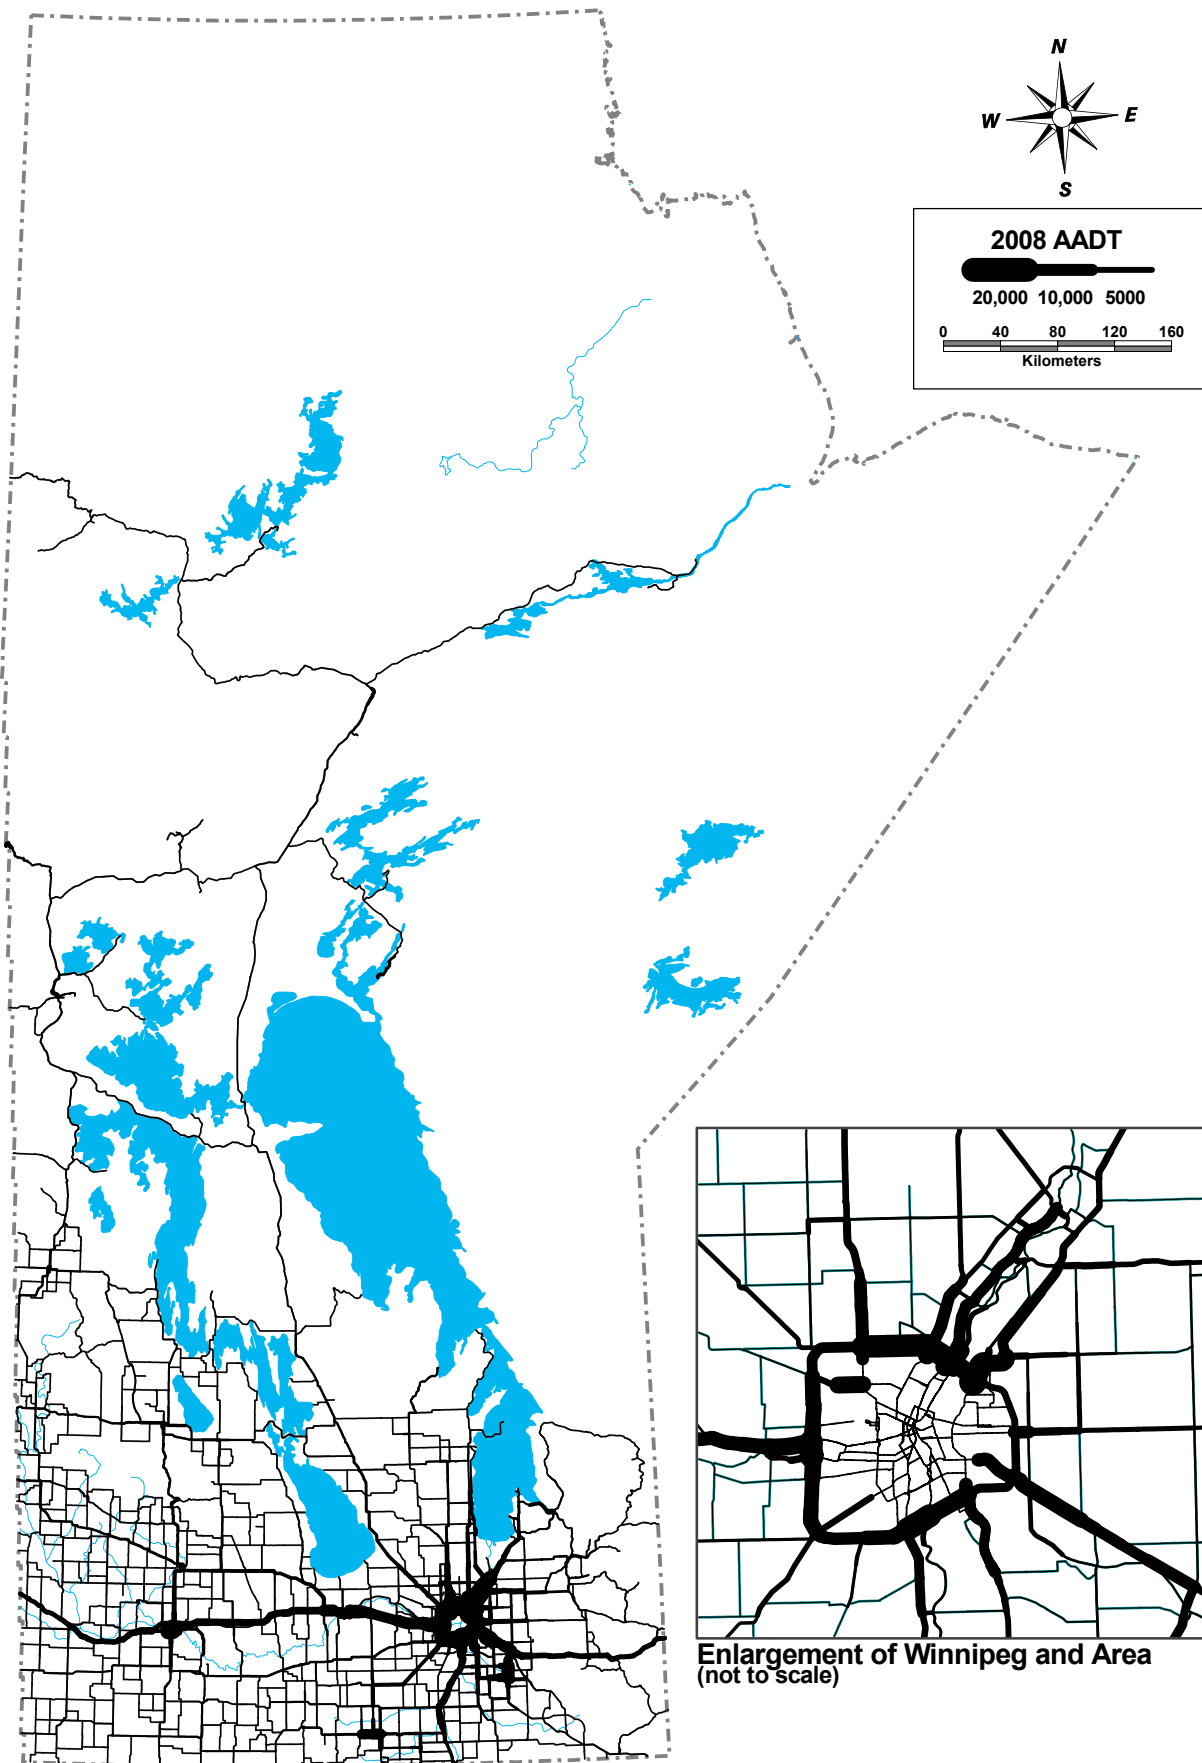 N
W E
S
2008 AADT
20,000 10,000 5000
0 40 80 120 160
Kilometers
Enlargement of Winnipeg and Area
(not to scale)